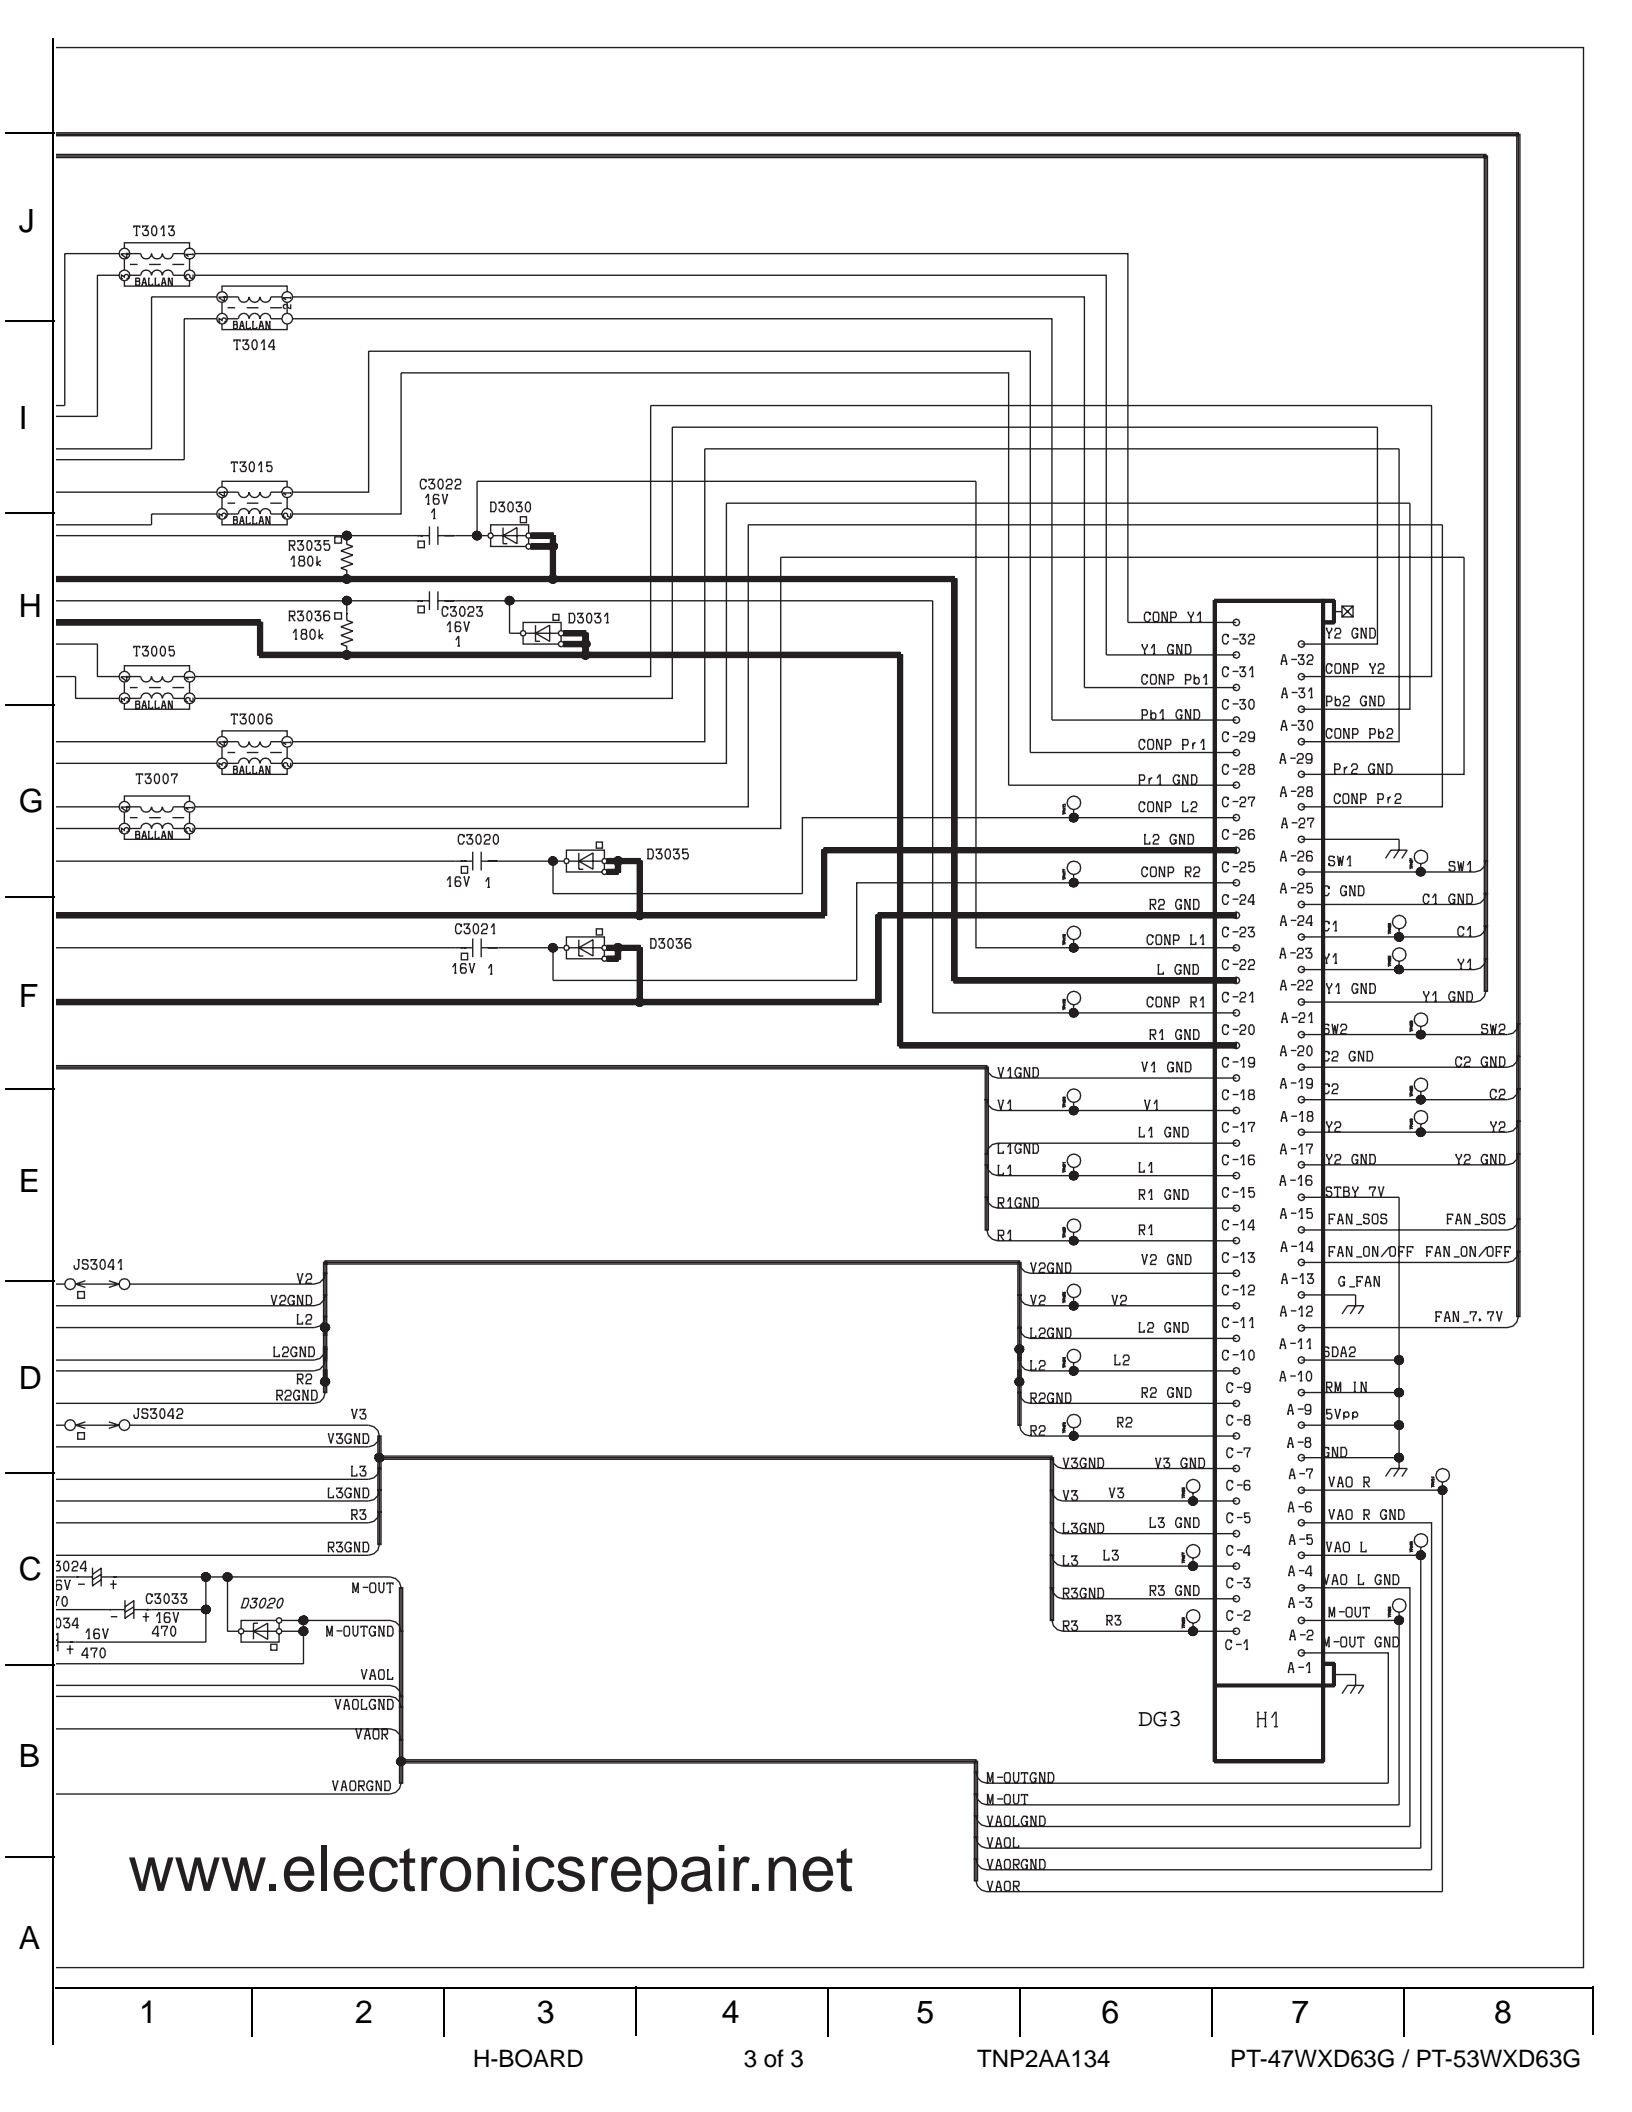 J
T3013
BALLAN
BALLAN
T3014
I
T3015
BALLAN
C3022
16V
1
D3030
R3035
180k
H
R3036
180k
C3023
16V
1
D3031
T3005
BALLAN
T3006
BALLAN
T3007
BALLAN
G
C3020
16V 1
D3035
C3021
16V 1
D3036
F
CONP Y1
Y1 GND
CONP Pb1
Pb1 GND
CONP Pr1
Pr1 GND
CONP L2
L2 GND
CONP R2
R2 GND
CONP L1
L GND
CONP R1
R1 GND
V1GND V1 GND
V1 V1
L1GND L1 GND
L1 L1
R1GND R1 GND
R1 R1
V2GND V2 GND
V2 V2
L2GND L2 GND
L2 L2
R2GND R2 GND
R2 R2
V3GND V3 GND
V3 V3
L3GND L3 GND
L3 L3
R3GND R3 GND
R3 R3
C-32
C-31
C-30
C-29
C-28
C-27
C-26
C-25
C-24
C-23
C-22
C-21
C-20
C-19
C-18
C-17
C-16
C-15
C-14
C-13
C-12
C-11
C-10
C-9
C-8
C-7
C-6
C-5
C-4
C-3
C-2
C-1
A-32
A-31
A-30
A-29
A-28
A-27
A-26
A-25
A-24
A-23
A-22
A-21
A-20
A-19
A-18
A-17
A-16
A-15
A-14
A-13
A-12
A-11
A-10
A-9
A-8
A-7
A-6
A-5
A-4
A-3
A-2
A-1
Y2 GND
CONP Y2
Pb2 GND
CONP Pb2
Pr2 GND
CONP Pr2
SW1 SW1
C GND C1 GND
C1 C1
Y1 Y1
Y1 GND Y1 GND
SW2 SW2
C2 GND C2 GND
C2 C2
Y2 Y2
Y2 GND Y2 GND
STBY 7V
FAN_SOS FAN_SOS
FAN_ON/OFF FAN_ON/OFF
G_FAN
FAN_7.7V
SDA2
RM IN
5Vpp
GND
VAO R
VAO R GND
VAO L
VAO L GND
M-OUT
M-OUT GND
E
JS3041
V2
V2GND
L2
L2GND
R2
R2GND
D
JS3042
V3
V3GND
L3
L3GND
R3
R3GND
C
3024
6V - +
70
C3033
- + 16V
470
034
16V
+ 470
D3020
M-OUT
M-OUTGND
VAOL
VAOLGND
VAOR
VAORGND
B
DG3 H1
M-OUTGND
M-OUT
VAOLGND
VAOL
VAORGND
VAOR
www.electronicsrepair.net
A
1 2 3 4 5 6 7 8
H-BOARD 3 of 3 TNP2AA134 PT-47WXD63G / PT-53WXD63G